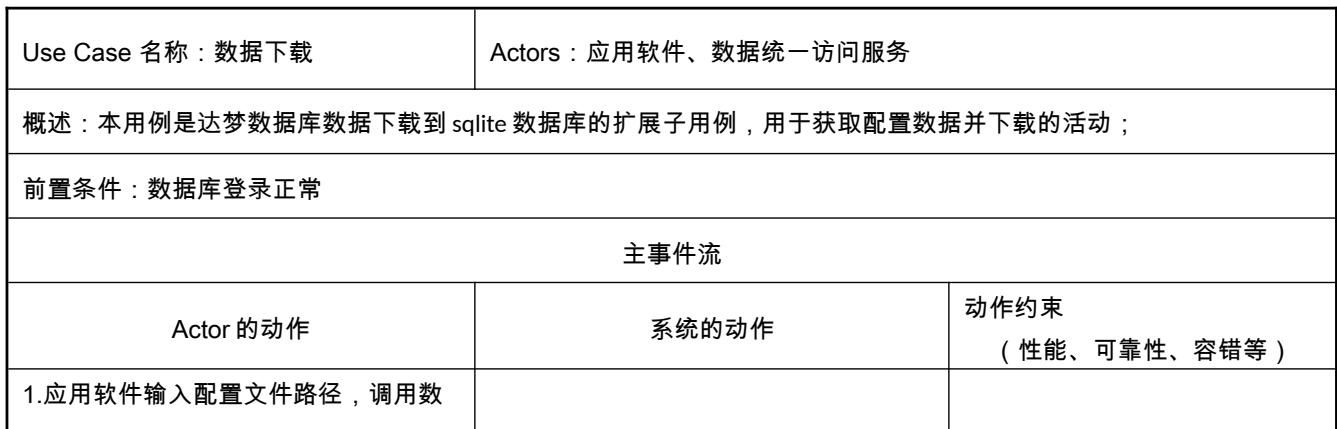 Use Case 名称：数据下载
Actors：应用软件、数据统一访问服务
概述：本用例是达梦数据库数据下载到 sqlite 数据库的扩展子用例，用于获取配置数据并下载的活动；
前置条件：数据库登录正常
主事件流
Actor 的动作
系统的动作
动作约束
（性能、可靠性、容错等）
1.应用软件输入配置文件路径，调用数